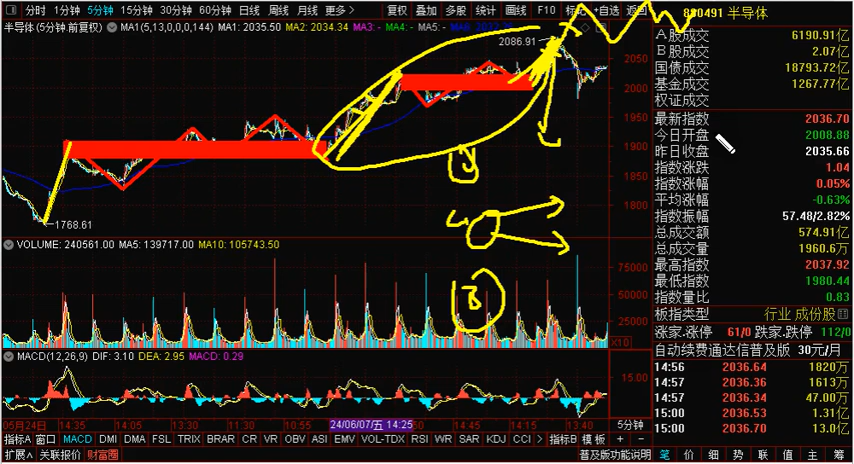 分时 1分钟 5分钟 15分钟 30分钟 60分钟 日线 周线 月线 更多> 复权 叠加 多股 统计 画线 F10 标记 +自选 返回
880491 半导体
半导体(5分钟.前复权) MA1(5,13,0,0,0,144) MA1: 2035.50 MA2: 2034.34 MA3: - MA4: - MA5: -
A股成交 6190.91亿
B股成交 2.07亿
国债成交 18793.72亿
基金成交 1267.77亿
权证成交
最新指数 2036.70
今日开盘 2008.88
昨日收盘 2035.66
指数涨跌 1.04
指数涨幅 0.05%
平均涨幅 -0.63%
指数振幅 57.48/2.82%
总成交额 574.91亿
总成交量 1960.6万
最高指数 2037.92
最低指数 1980.44
指数量比 0.83
板指类型 行业 成份股
涨家.涨停 61/0 跌家.跌停 112/0
自动续费通达信普及版 30元/月
14:56 2036.64 1820万
14:57 2036.36 1613万
14:57 2036.34 47.00万
15:00 2036.53 1.31亿
15:00 2036.70 13.0亿
2086.91
2050
2000
1950
1900
1850
1800
1768.61
VOLUME: 240561.00 MA5: 139717.00 MA10: 105743.50
75000
50000
25000
X10
MACD(12,26,9) DIF: 3.10 DEA: 2.95 MACD: 0.29
15.00
05月24日 14:35 14:05 13:30 11:30 10:55 24/06/07/五 14:25 14:45 14:15 13:40 5分钟
指标A 窗口 MACD DMI DMA FSL TRIX BRAR CR VR OBV ASI EMV VOL-TDX RSI WR SAR KDJ CCI > 指标B 模板 + -
扩展∧ 关联报价 财富圈 普及版功能说明 笔 价 细 势 联 值 主 筹